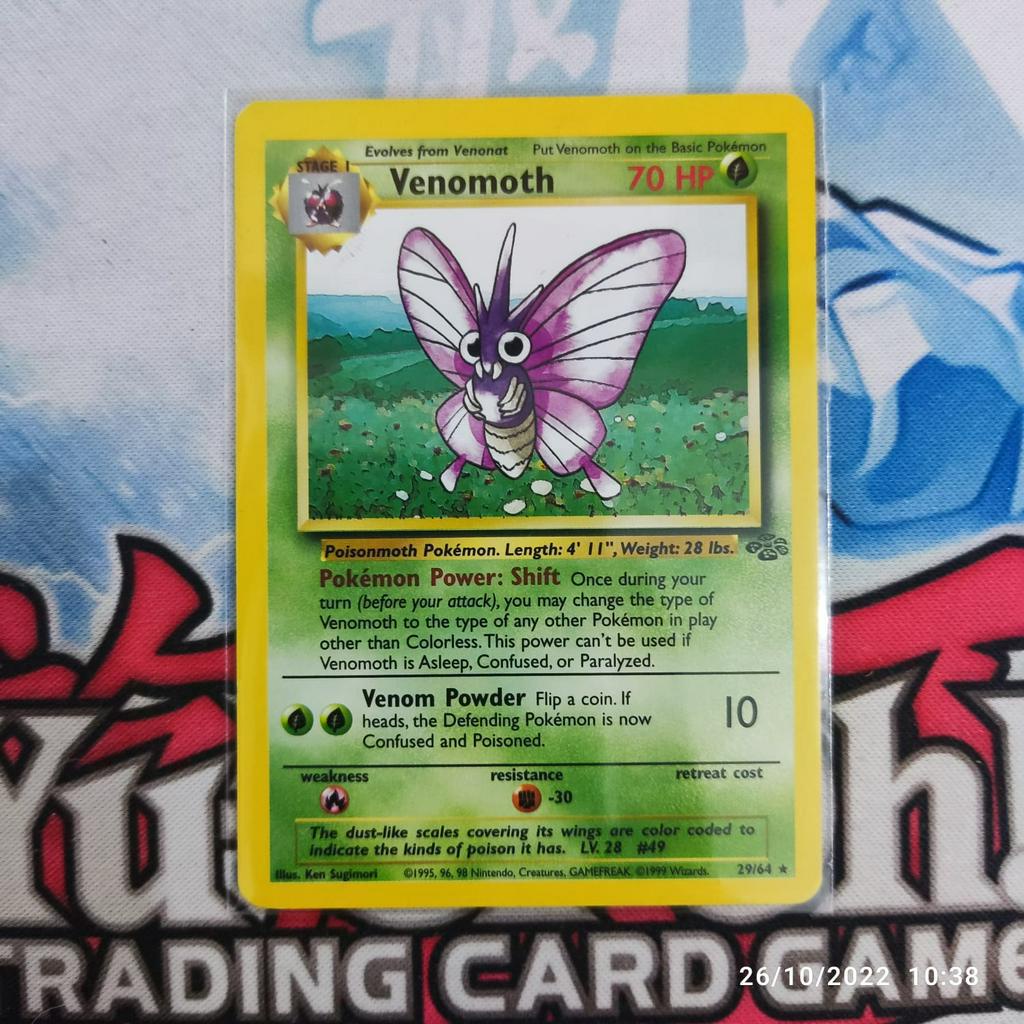 Evolves from Venonat Put Venomoth on the Basic Pokémon
STAGE 1
Venomoth 70 HP
Poisonmoth Pokémon. Length: 4' 11", Weight: 28 lbs.
Pokémon Power: Shift Once during your
turn (before your attack), you may change the type of
Venomoth to the type of any other Pokémon in play
other than Colorless. This power can't be used if
Venomoth is Asleep, Confused, or Paralyzed.
Venom Powder Flip a coin. If
heads, the Defending Pokémon is now
Confused and Poisoned.
10
weakness resistance retreat cost
-30
The dust-like scales covering its wings are color coded to
indicate the kinds of poison it has. LV. 28 #49
Illus. Ken Sugimori ©1995, 96, 98 Nintendo, Creatures, GAMEFREAK. ©1999 Wizards. 29/64 ★
Yu
h
TRADING CARD GAME
26/10/2022 10:38